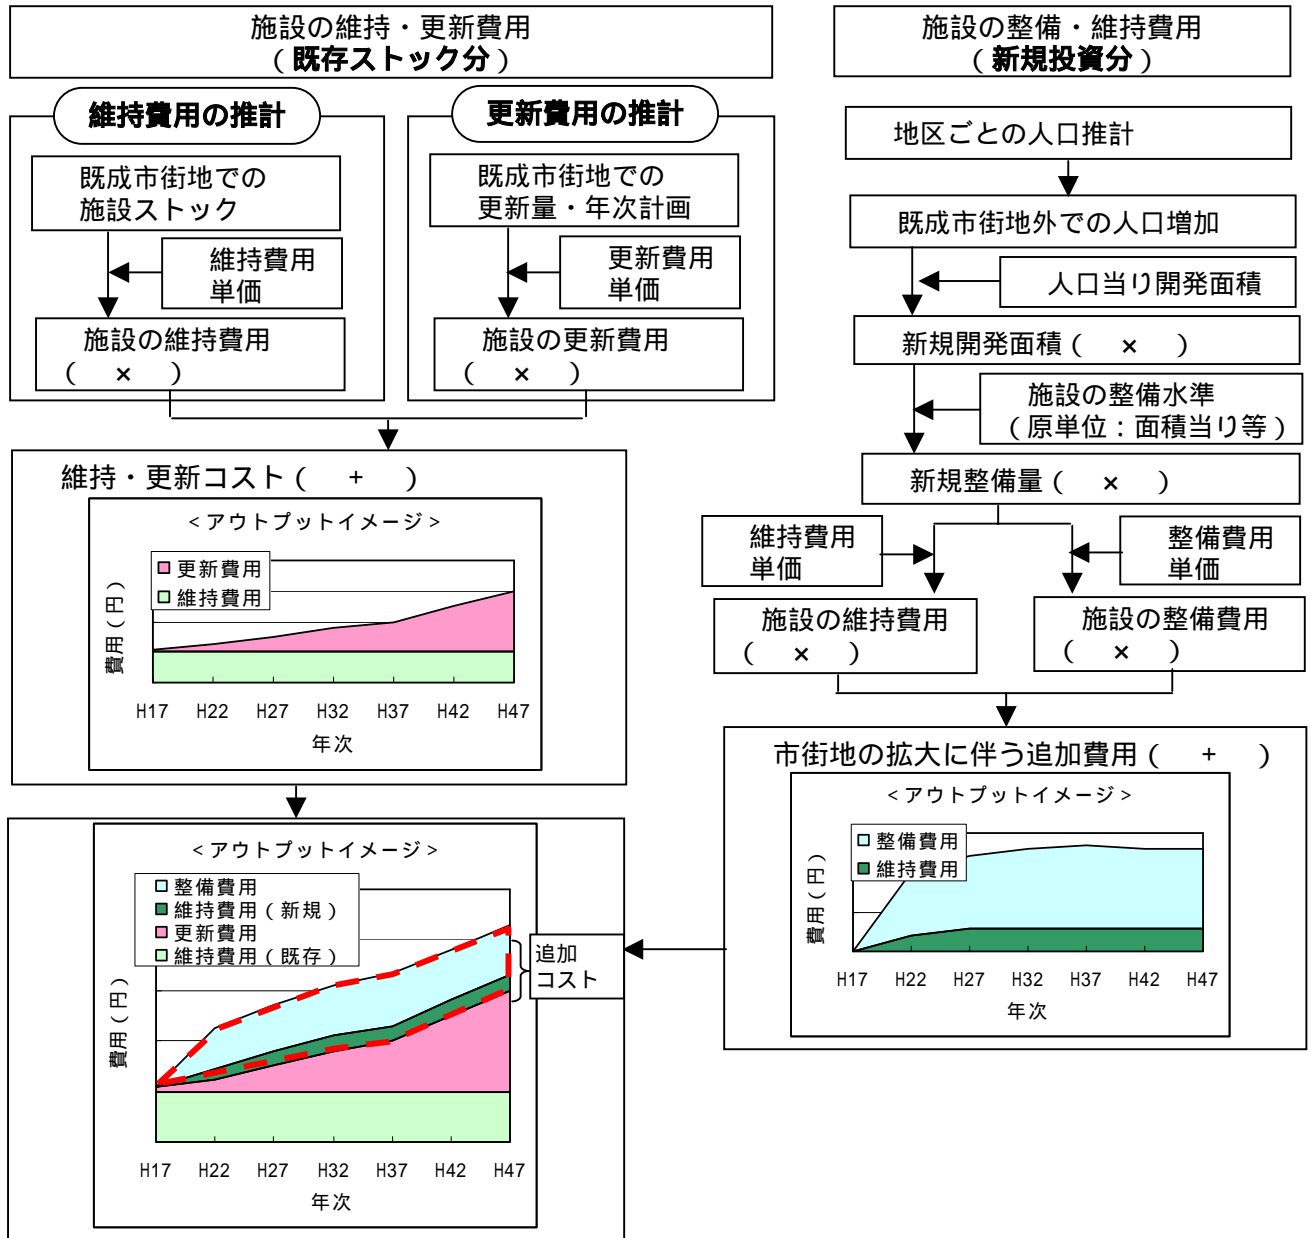 施設の維持・更新費用
（既存ストック分）
維持費用の推計
既成市街地での
施設ストック
維持費用
単価
施設の維持費用
（　×　）
更新費用の推計
既成市街地での
更新量・年次計画
更新費用
単価
施設の更新費用
（　×　）
維持・更新コスト（　+　）
<アウトプットイメージ>
更新費用
維持費用
費用（円）
H17 H22 H27 H32 H37 H42 H47
年次
施設の整備・維持費用
（新規投資分）
地区ごとの人口推計
既成市街地外での人口増加
人口当り開発面積
新規開発面積（　×　）
施設の整備水準
（原単位：面積当り等）
新規整備量（　×　）
維持費用
単価
整備費用
単価
施設の維持費用
（　×　）
施設の整備費用
（　×　）
市街地の拡大に伴う追加費用（　+　）
<アウトプットイメージ>
整備費用
維持費用
費用（円）
H17 H22 H27 H32 H37 H42 H47
年次
<アウトプットイメージ>
整備費用
維持費用（新規）
更新費用
維持費用（既存）
追加
コスト
費用（円）
H17 H22 H27 H32 H37 H42 H47
年次